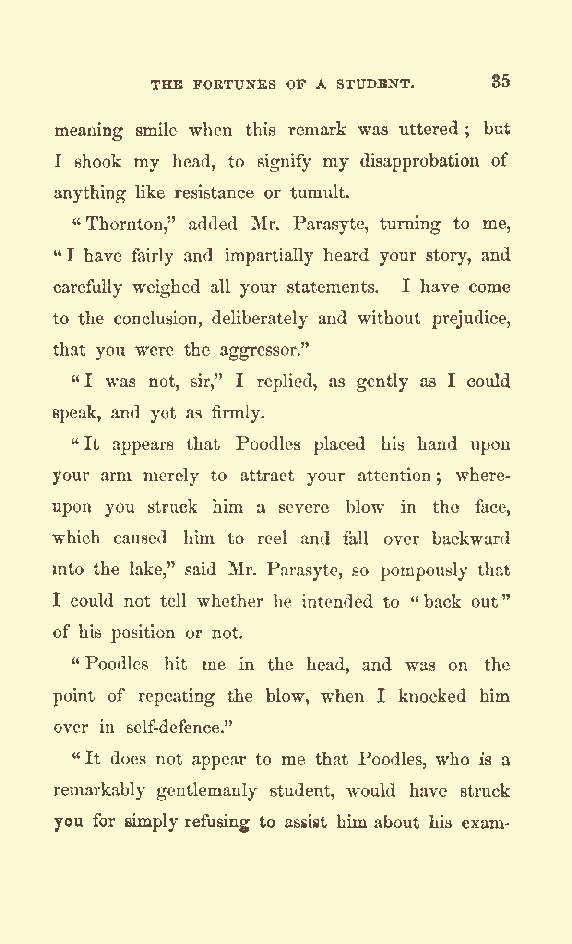 THE FORTUNES OF A STUDENT. 35
meaning smile when this remark was uttered; but
I shook my head, to signify my disapprobation of
anything like resistance or tumult.
"Thornton," added Mr. Parasyte, turning to me,
"I have fairly and impartially heard your story, and
carefully weighed all your statements. I have come
to the conclusion, deliberately and without prejudice,
that you were the aggressor."
"I was not, sir," I replied, as gently as I could
speak, and yet as firmly.
"It appears that Poodles placed his hand upon
your arm merely to attract your attention; where-
upon you struck him a severe blow in the face,
which caused him to reel and fall over backward
into the lake," said Mr. Parasyte, so pompously that
I could not tell whether he intended to "back out"
of his position or not.
"Poodles hit me in the head, and was on the
point of repeating the blow, when I knocked him
over in self-defence."
"It does not appear to me that Poodles, who is a
remarkably gentlemanly student, would have struck
you for simply refusing to assist him about his exam-